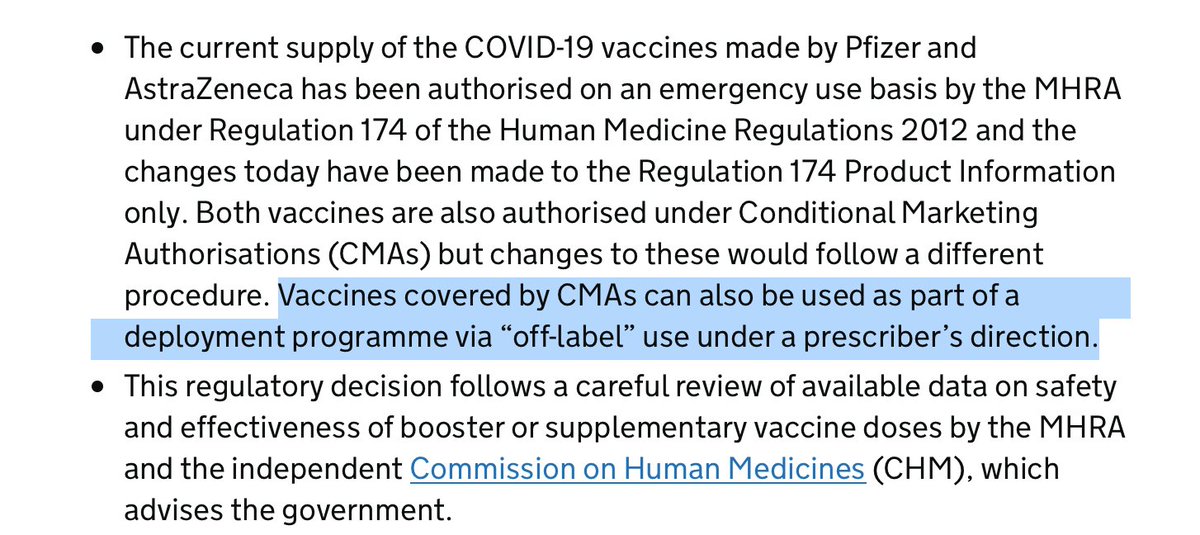 • The current supply of the COVID-19 vaccines made by Pfizer and
AstraZeneca has been authorised on an emergency use basis by the MHRA
under Regulation 174 of the Human Medicine Regulations 2012 and the
changes today have been made to the Regulation 174 Product Information
only. Both vaccines are also authorised under Conditional Marketing
Authorisations (CMAs) but changes to these would follow a different
procedure. Vaccines covered by CMAs can also be used as part of a
deployment programme via “off-label” use under a prescriber’s direction.
• This regulatory decision follows a careful review of available data on safety
and effectiveness of booster or supplementary vaccine doses by the MHRA
and the independent Commission on Human Medicines (CHM), which
advises the government.